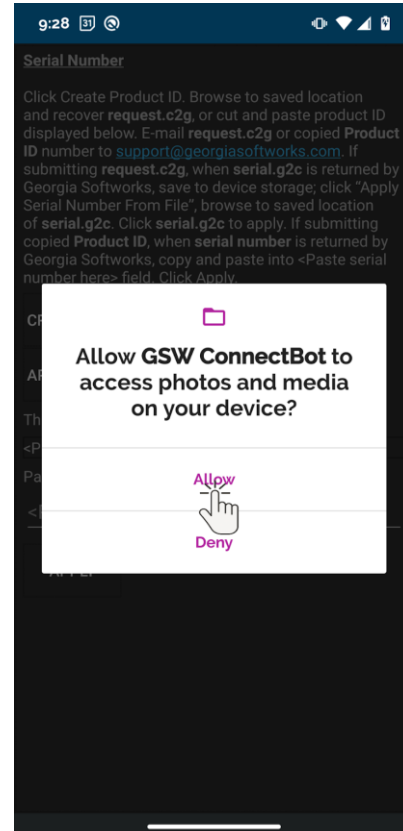 9:28 31
Serial Number
Click Create Product ID. Browse to saved location
and recover request.c2g, or cut and paste product ID
displayed below. E-mail request.c2g or copied Product
ID number to support@georgiasoftworks.com. If
submitting request.c2g, when serial.g2c is returned by
Georgia Softworks, save to device storage; click "Apply
Serial Number From File", browse to saved location
of serial.g2c. Click serial.g2c to apply. If submitting
copied Product ID, when serial number is returned by
Georgia Softworks, copy and paste into <Paste serial
number here> field. Click Apply.
Allow GSW ConnectBot to
access photos and media
on your device?
Th
<P
Pa
Allow
Deny
APPLY